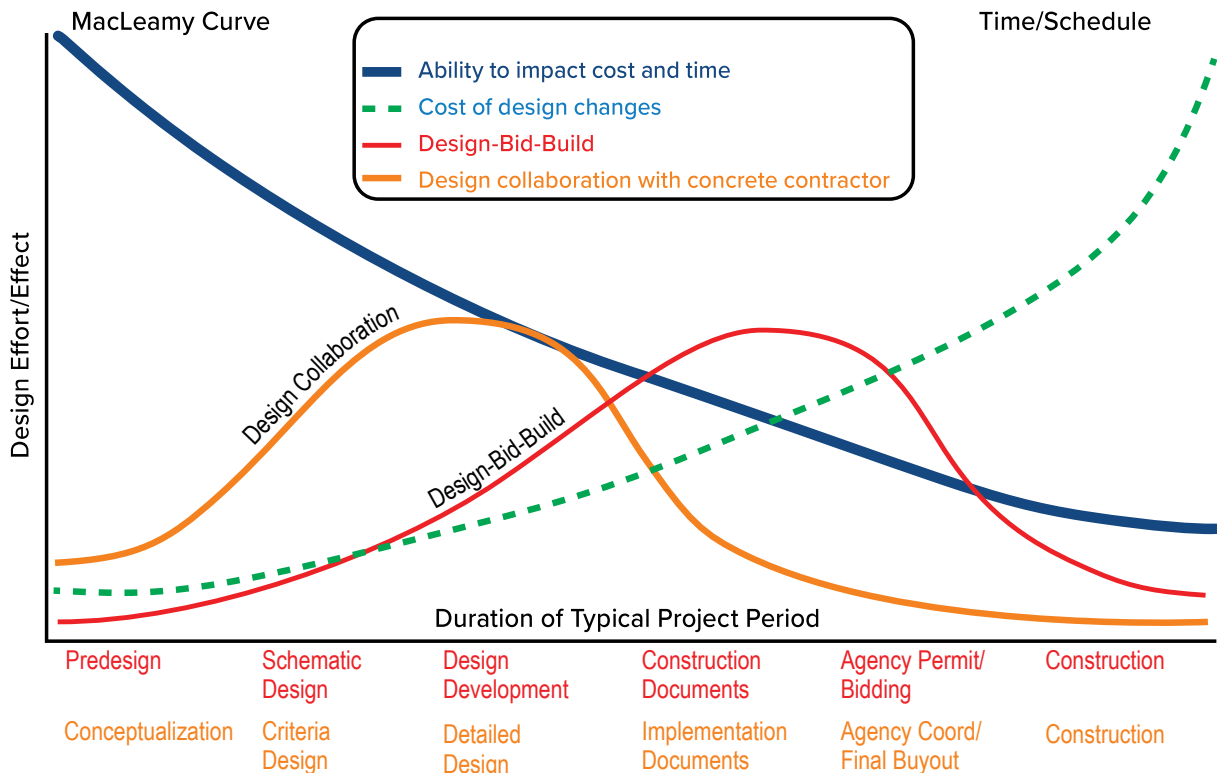 MacLeamy Curve
Time/Schedule
Ability to impact cost and time
Cost of design changes
Design-Bid-Build
Design collaboration with concrete contractor
Design Effort/Effect
Design Collaboration
Design-Bid-Build
Duration of Typical Project Period
Predesign
Schematic
Design
Design
Development
Construction
Documents
Agency Permit/
Bidding
Construction
Conceptualization
Criteria
Design
Detailed
Design
Implementation
Documents
Agency Coord/
Final Buyout
Construction